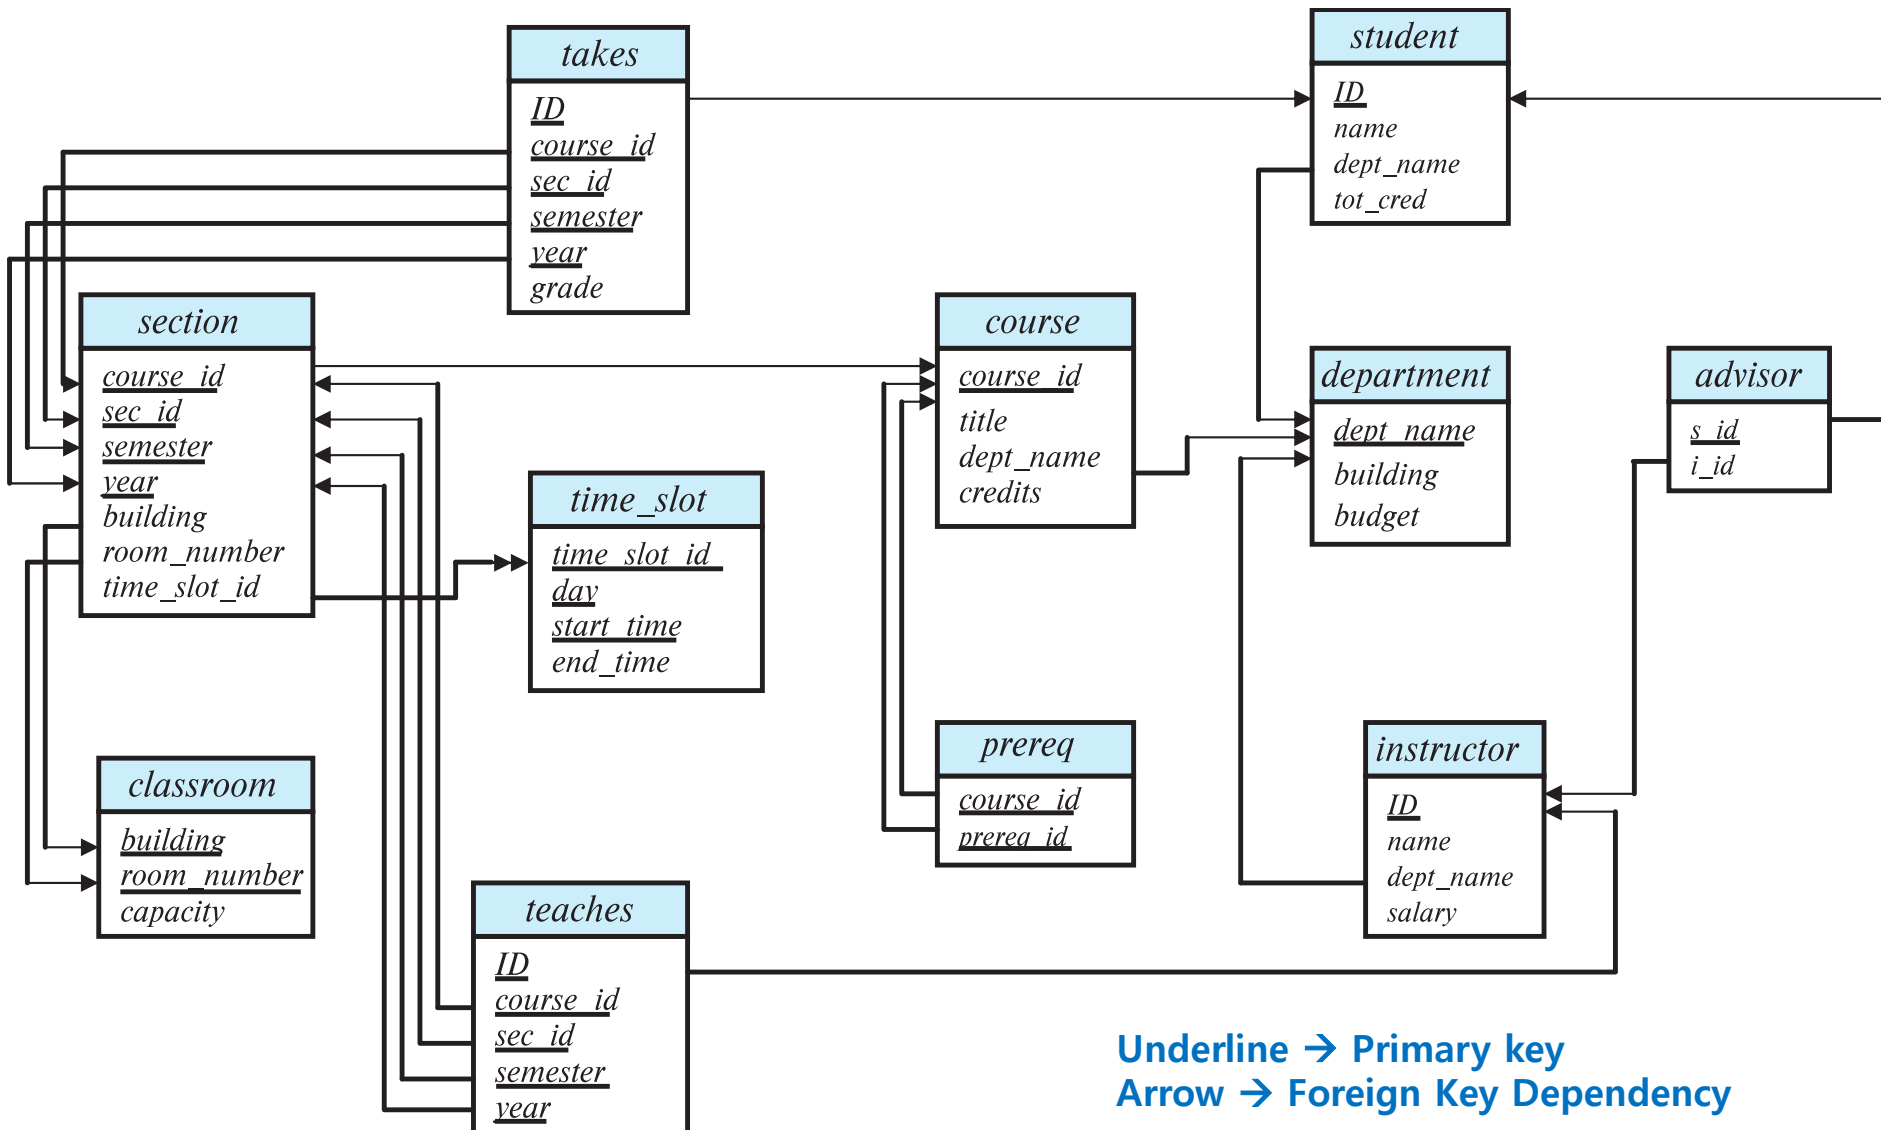 takes
ID
course_id
sec_id
semester
year
grade
student
ID
name
dept_name
tot_cred
section
course_id
sec_id
semester
year
building
room_number
time_slot_id
course
course_id
title
dept_name
credits
department
dept_name
building
budget
advisor
s_id
i_id
time_slot
time_slot_id
day
start_time
end_time
prereq
course_id
prereq_id
instructor
ID
name
dept_name
salary
classroom
building
room_number
capacity
teaches
ID
course_id
sec_id
semester
year
Underline → Primary key
Arrow → Foreign Key Dependency